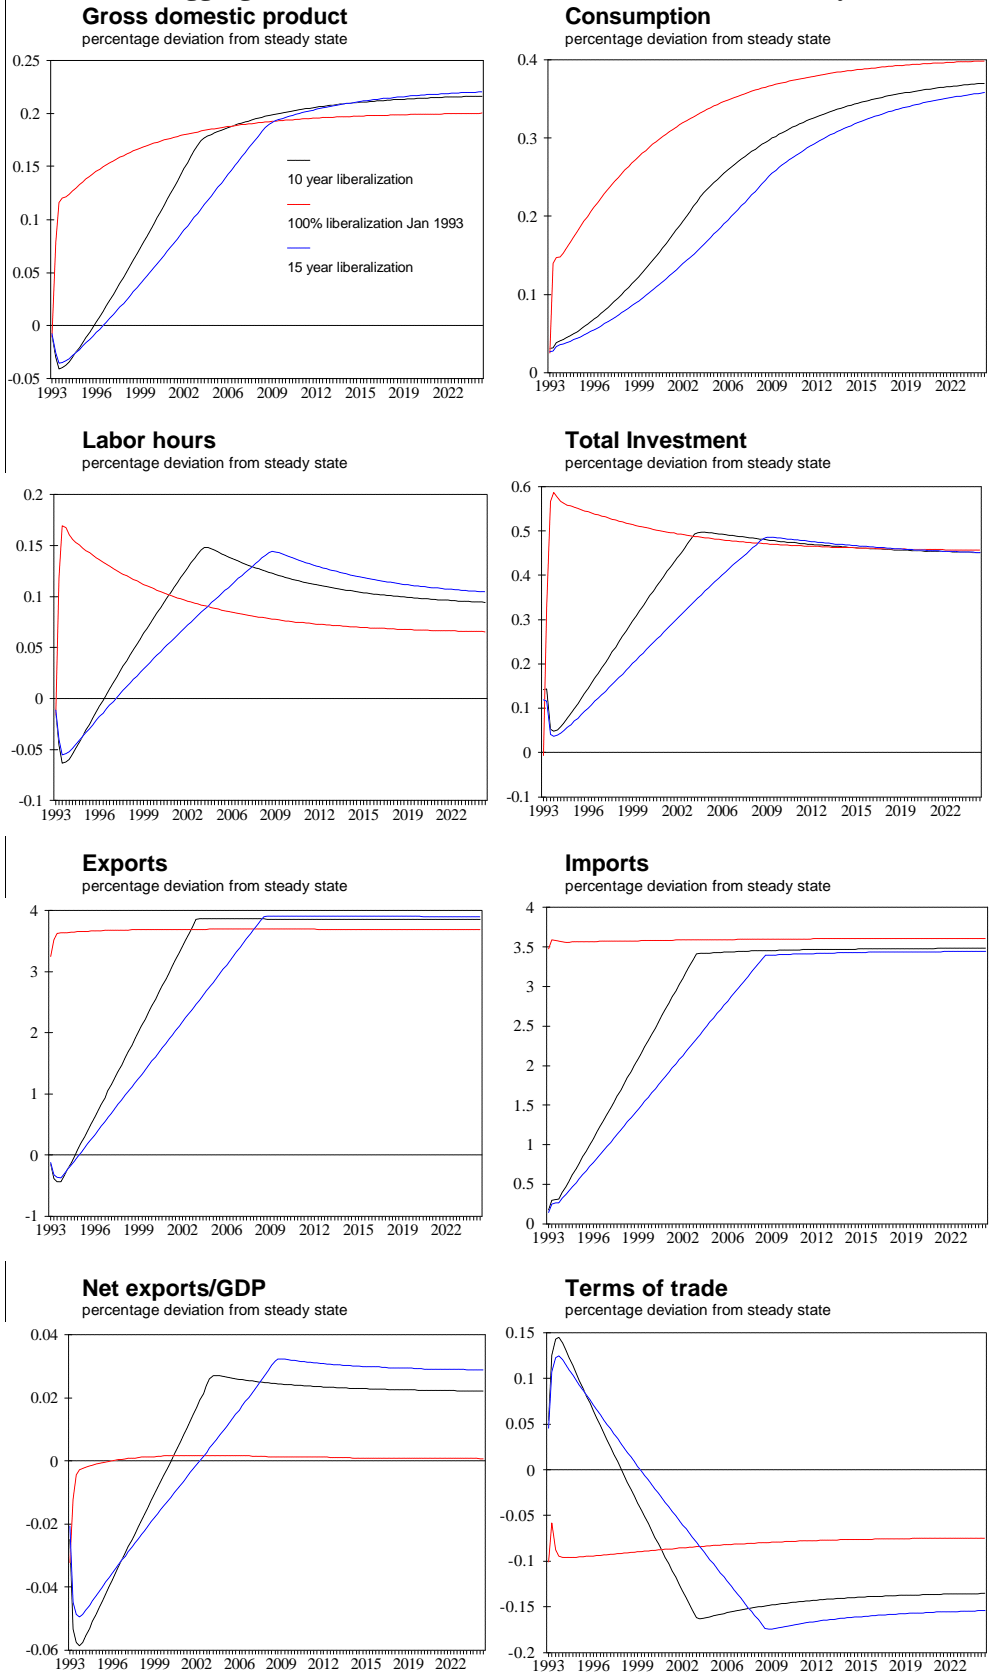 Gross domestic product
percentage deviation from steady state
0.25
0.2
0.15
0.1
0.05
0
-0.05
1993 1996 1999 2002 2006 2009 2012 2015 2019 2022
10 year liberalization
100% liberalization Jan 1993
15 year liberalization
Consumption
percentage deviation from steady state
0.4
0.3
0.2
0.1
0
1993 1996 1999 2002 2006 2009 2012 2015 2019 2022
Labor hours
percentage deviation from steady state
0.2
0.15
0.1
0.05
0
-0.05
-0.1
1993 1996 1999 2002 2006 2009 2012 2015 2019 2022
Total Investment
percentage deviation from steady state
0.6
0.5
0.4
0.3
0.2
0.1
0
-0.1
1993 1996 1999 2002 2006 2009 2012 2015 2019 2022
Exports
percentage deviation from steady state
4
3
2
1
0
-1
1993 1996 1999 2002 2006 2009 2012 2015 2019 2022
Imports
percentage deviation from steady state
4
3.5
3
2.5
2
1.5
1
0.5
0
1993 1996 1999 2002 2006 2009 2012 2015 2019 2022
Net exports/GDP
percentage deviation from steady state
0.04
0.02
0
-0.02
-0.04
-0.06
1993 1996 1999 2002 2006 2009 2012 2015 2019 2022
Terms of trade
percentage deviation from steady state
0.15
0.1
0.05
0
-0.05
-0.1
-0.15
-0.2
1993 1996 1999 2002 2006 2009 2012 2015 2019 2022